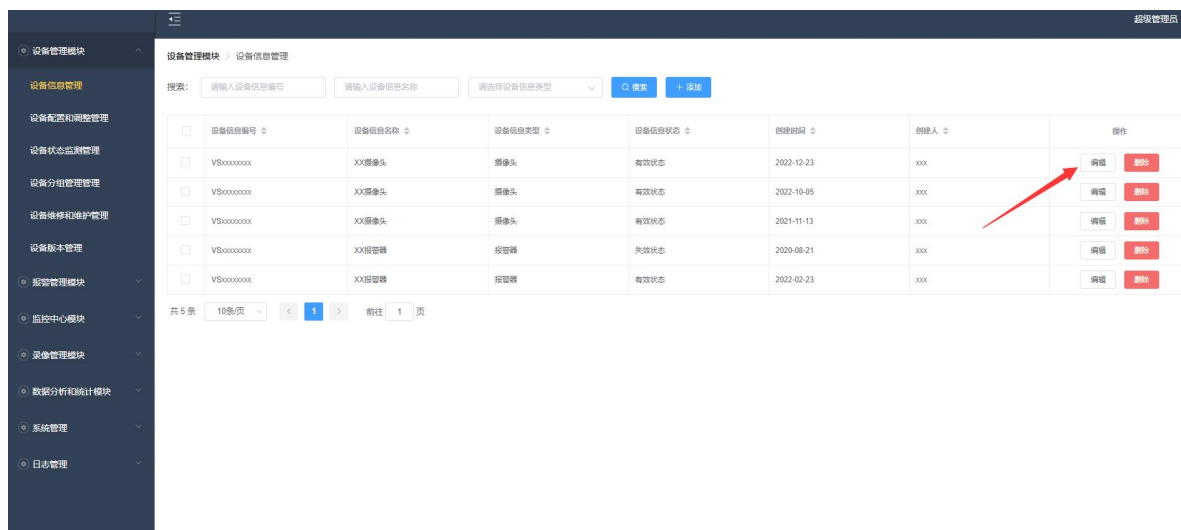 超级管理员
设备管理模块
设备信息管理
设备配置和调整管理
设备状态监测管理
设备分组管理管理
设备维修和维护管理
设备版本管理
报警管理模块
监控中心模块
录像管理模块
数据分析和统计模块
系统管理
日志管理
设备管理模块 > 设备信息管理
搜索: 请输入设备信息编号 请输入设备信息名称 请选择设备信息类型 搜索 + 添加
设备信息编号 设备信息名称 设备信息类型 设备信息状态 创建时间 创建人 操作
VSxxxxxxxx XX摄像头 摄像头 有效状态 2022-12-23 xxx 编辑 删除
VSxxxxxxxx XX摄像头 摄像头 有效状态 2022-10-05 xxx 编辑 删除
VSxxxxxxxx XX摄像头 摄像头 有效状态 2021-11-13 xxx 编辑 删除
VSxxxxxxxx XX报警器 报警器 失效状态 2020-08-21 xxx 编辑 删除
VSxxxxxxxx XX报警器 报警器 有效状态 2022-02-23 xxx 编辑 删除
共 5 条 10条/页 < 1 > 前往 1 页